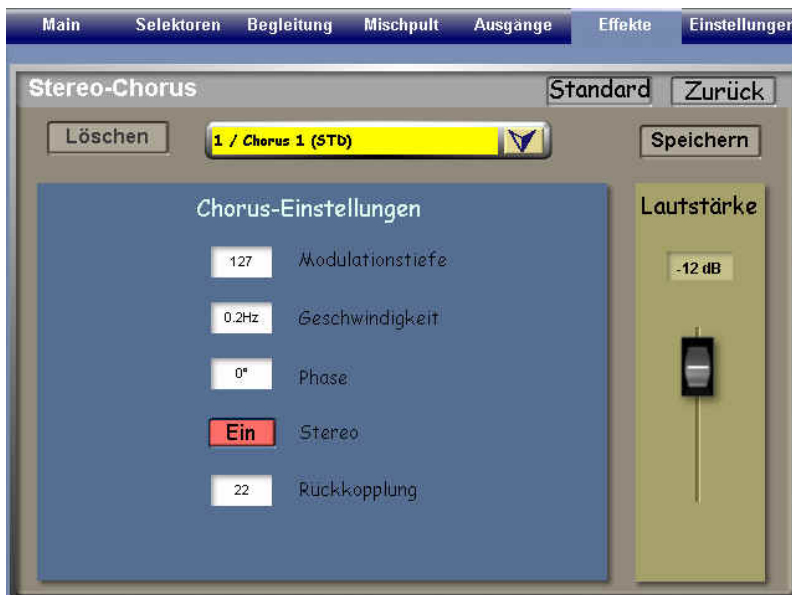 Main Selektoren Begleitung Mischpult Ausgänge Effekte Einstellungen
Stereo-Chorus Standard Zurück
Löschen 1 / Chorus 1 (STD) Speichern
Chorus-Einstellungen Lautstärke
127 Modulationstiefe -12 dB
0.2Hz Geschwindigkeit
0° Phase
Ein Stereo
22 Rückkopplung